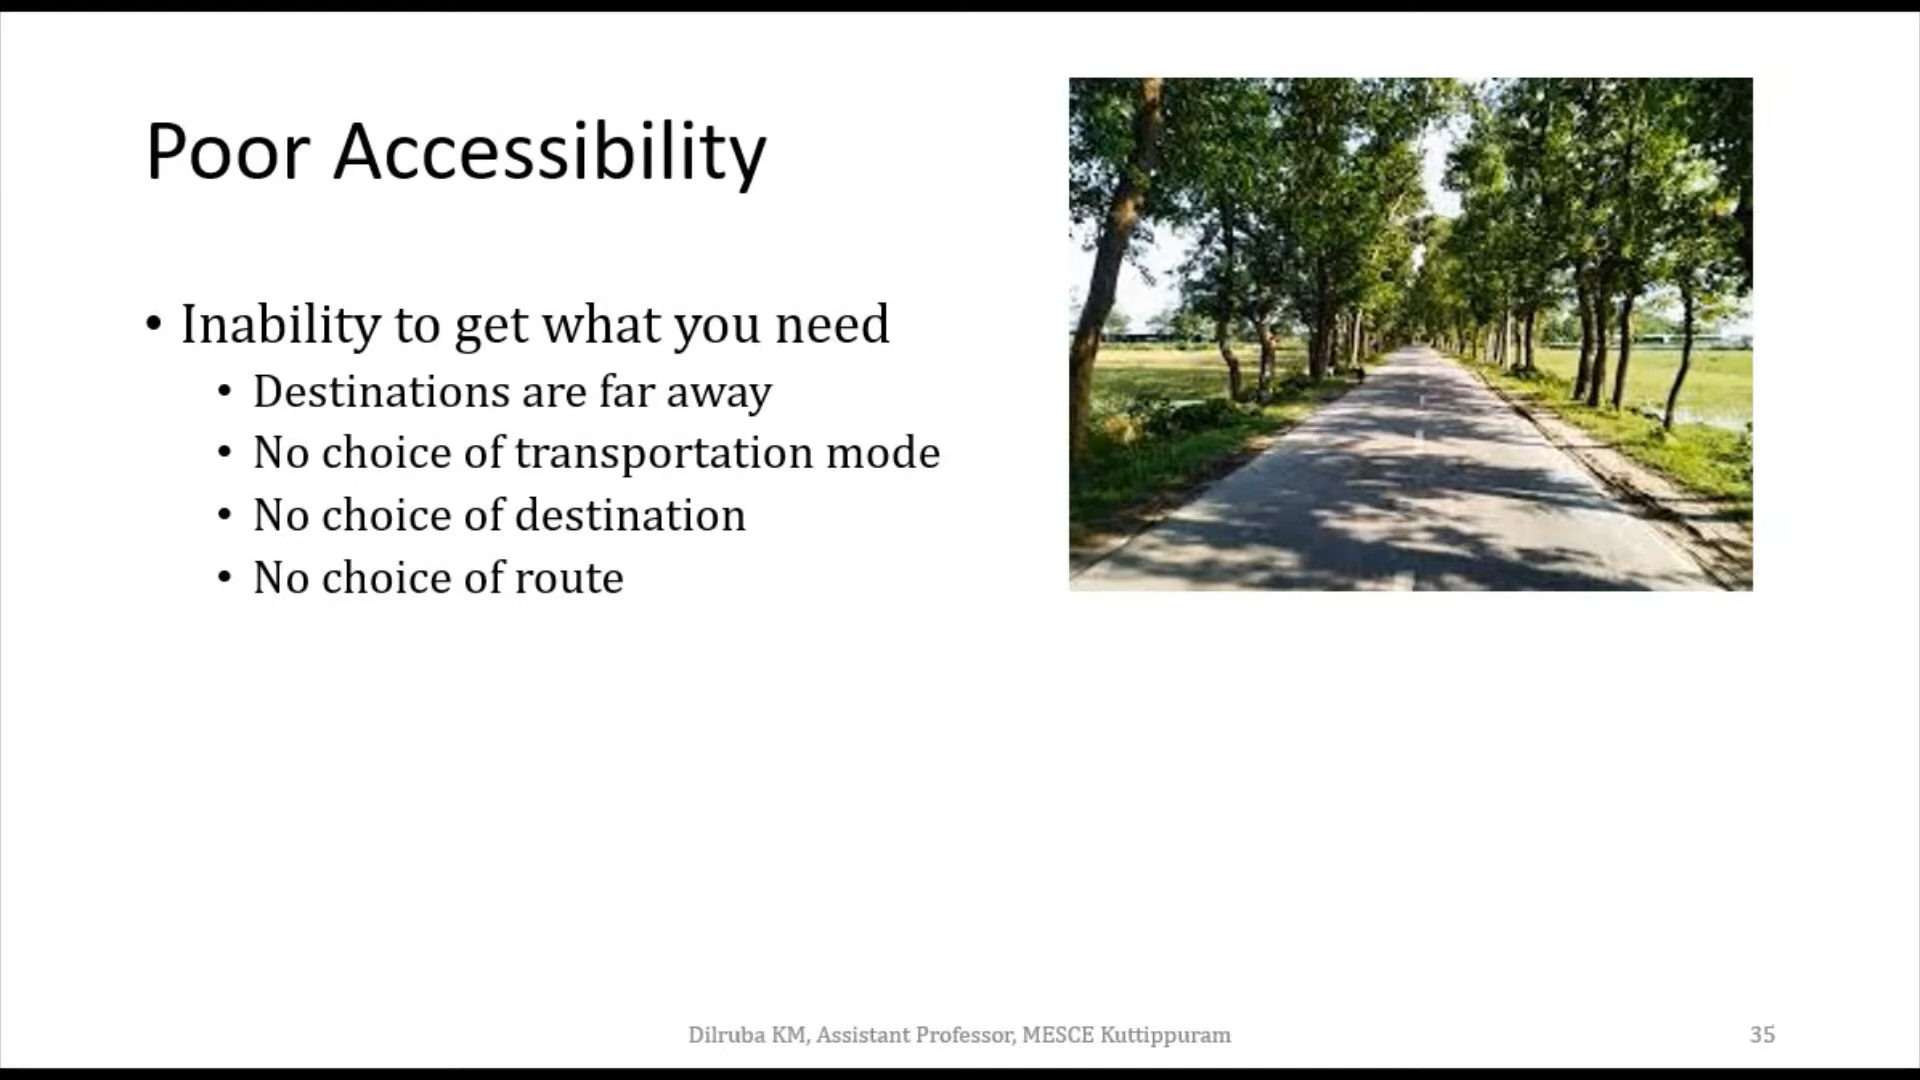 Poor Accessibility
• Inability to get what you need
• Destinations are far away
• No choice of transportation mode
• No choice of destination
• No choice of route
Dilruba KM, Assistant Professor, MESCE Kuttippuram
35